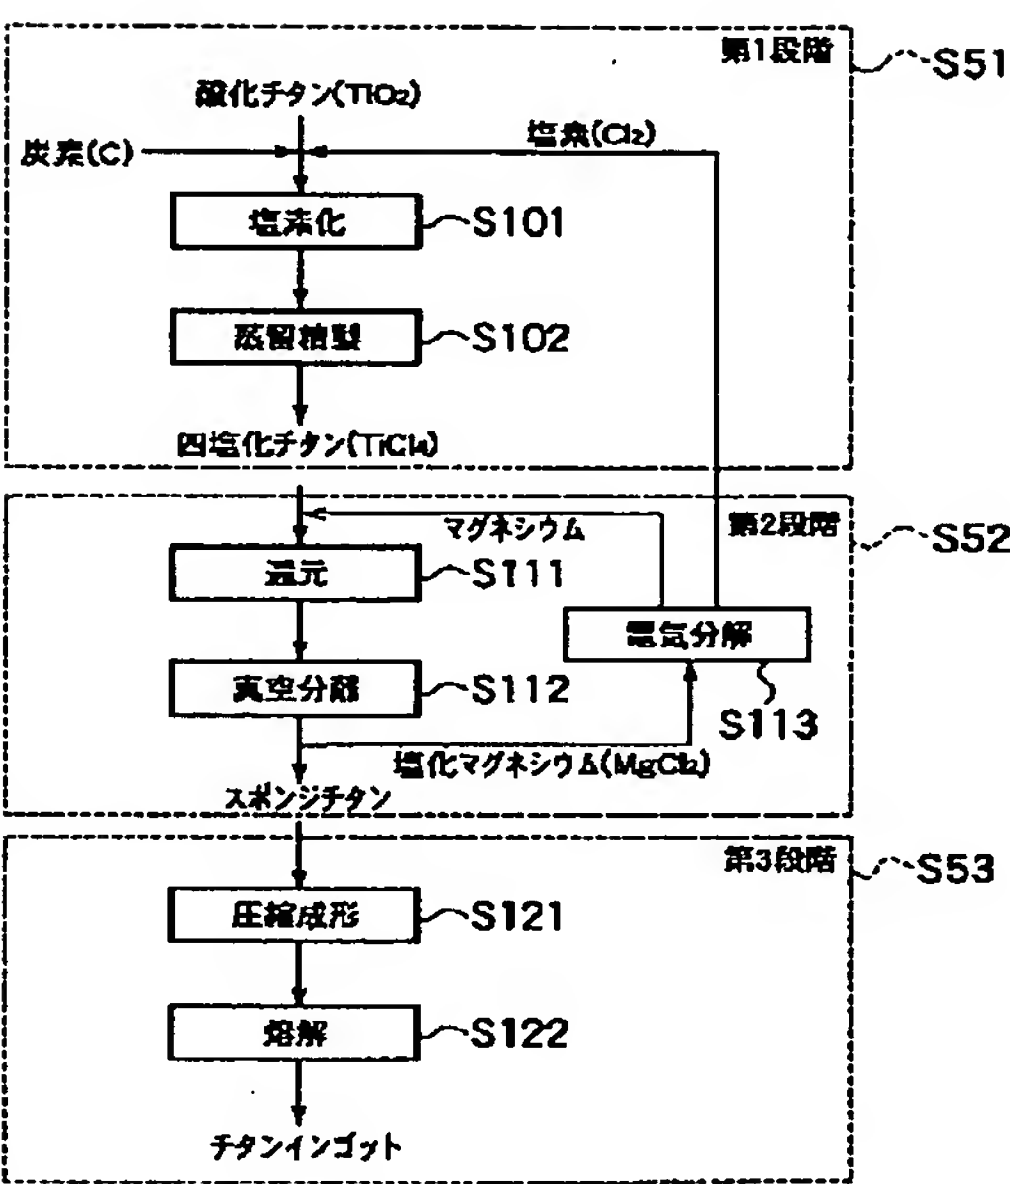 第1段階
S51
酸化チタン(TiO2)
炭素(C)
塩素(Cl2)
塩素化
S101
蒸留精製
S102
四塩化チタン(TiCl4)
第2段階
S52
マグネシウム
還元
S111
電気分解
S113
真空分離
S112
塩化マグネシウム(MgCl2)
スポンジチタン
第3段階
S53
圧縮成形
S121
熔解
S122
チタンインゴット